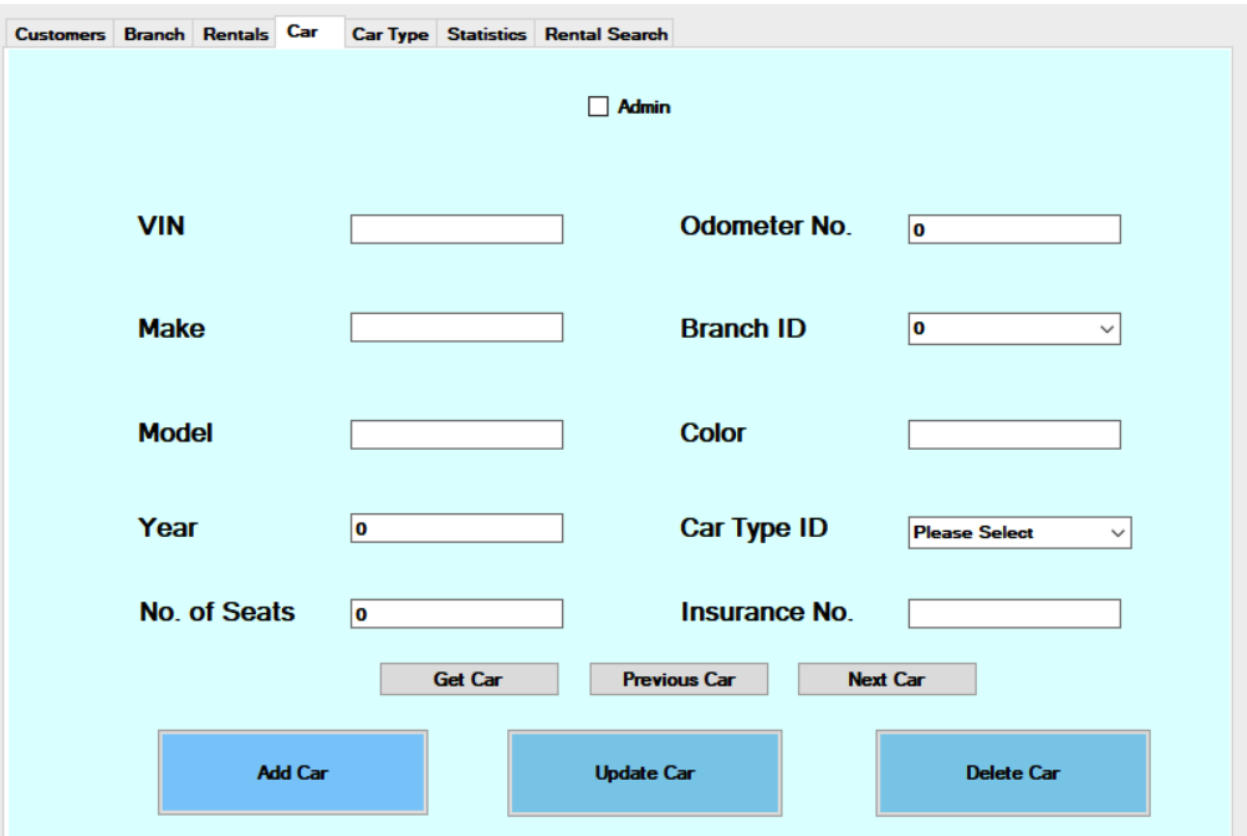 Customers Branch Rentals Car Car Type Statistics Rental Search
Admin
VIN Odometer No. 0
Make Branch ID 0
Model Color
Year 0 Car Type ID Please Select
No. of Seats 0 Insurance No.
Get Car Previous Car Next Car
Add Car Update Car Delete Car